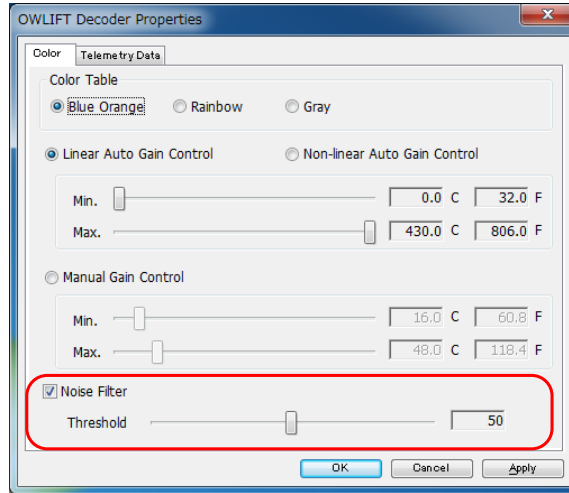 OWLIFT Decoder Properties
Color Telemetry Data
Color Table
Blue Orange Rainbow Gray
Linear Auto Gain Control Non-linear Auto Gain Control
Min. 0.0 C 32.0 F
Max. 430.0 C 806.0 F
Manual Gain Control
Min. 16.0 C 60.8 F
Max. 48.0 C 118.4 F
Noise Filter
Threshold 50
OK Cancel Apply